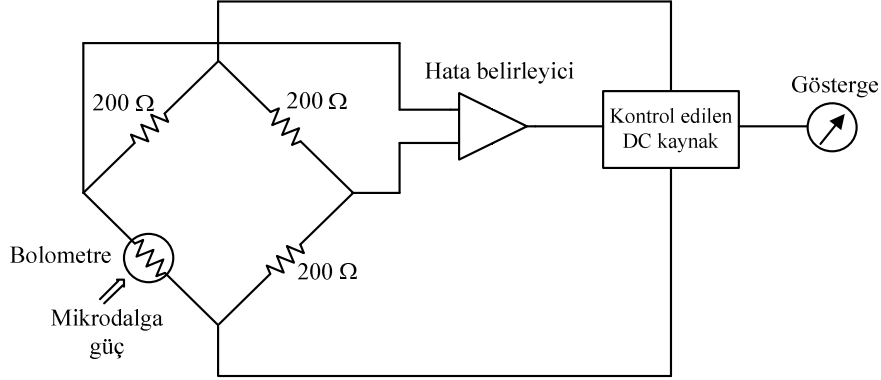 Hata belirleyici
Gösterge
200 Ω
200 Ω
Kontrol edilen
DC kaynak
Bolometre
200 Ω
Mikrodalga
güç